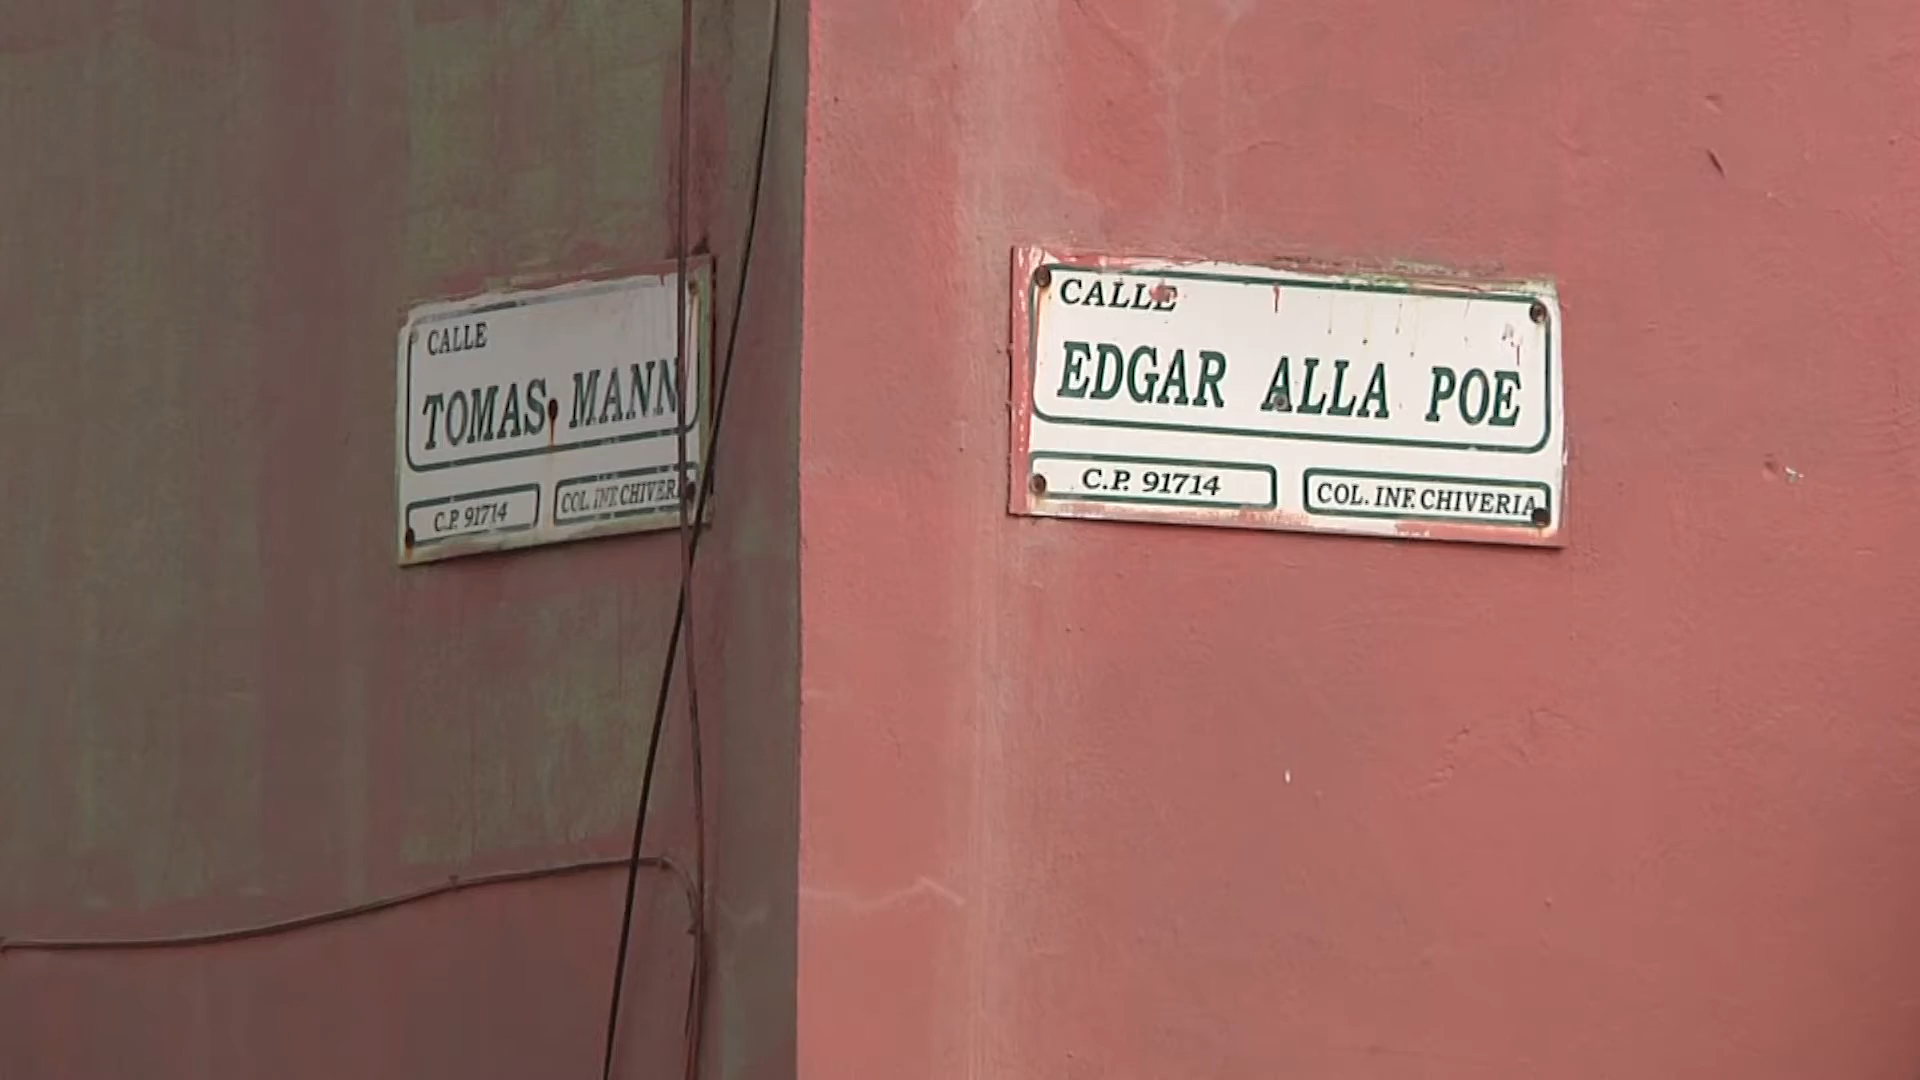 CALLE
TOMAS MANN
C.P. 91714
COL. INF. CHIVERIA
CALLE
EDGAR ALLA POE
C.P. 91714
COL. INF. CHIVERIA